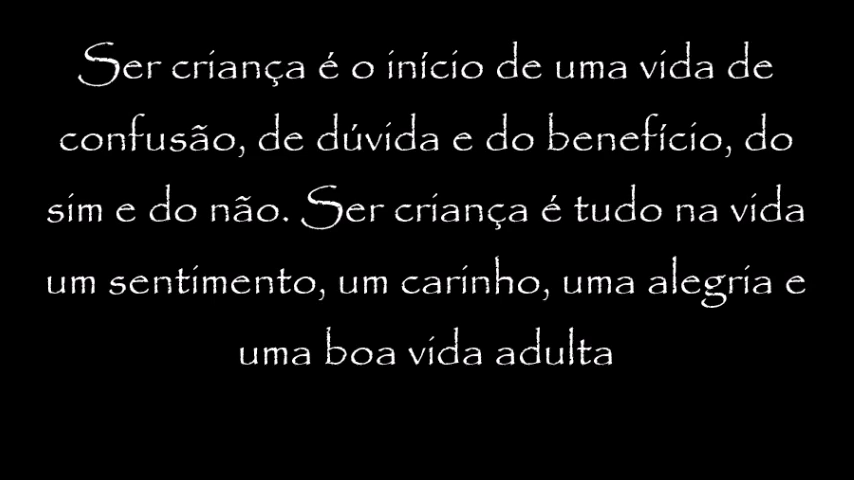 Ser criança é o início de uma vida de
confusão, de dúvida e do benefício, do
sim e do não. Ser criança é tudo na vida
um sentimento, um carinho, uma alegria e
uma boa vida adulta